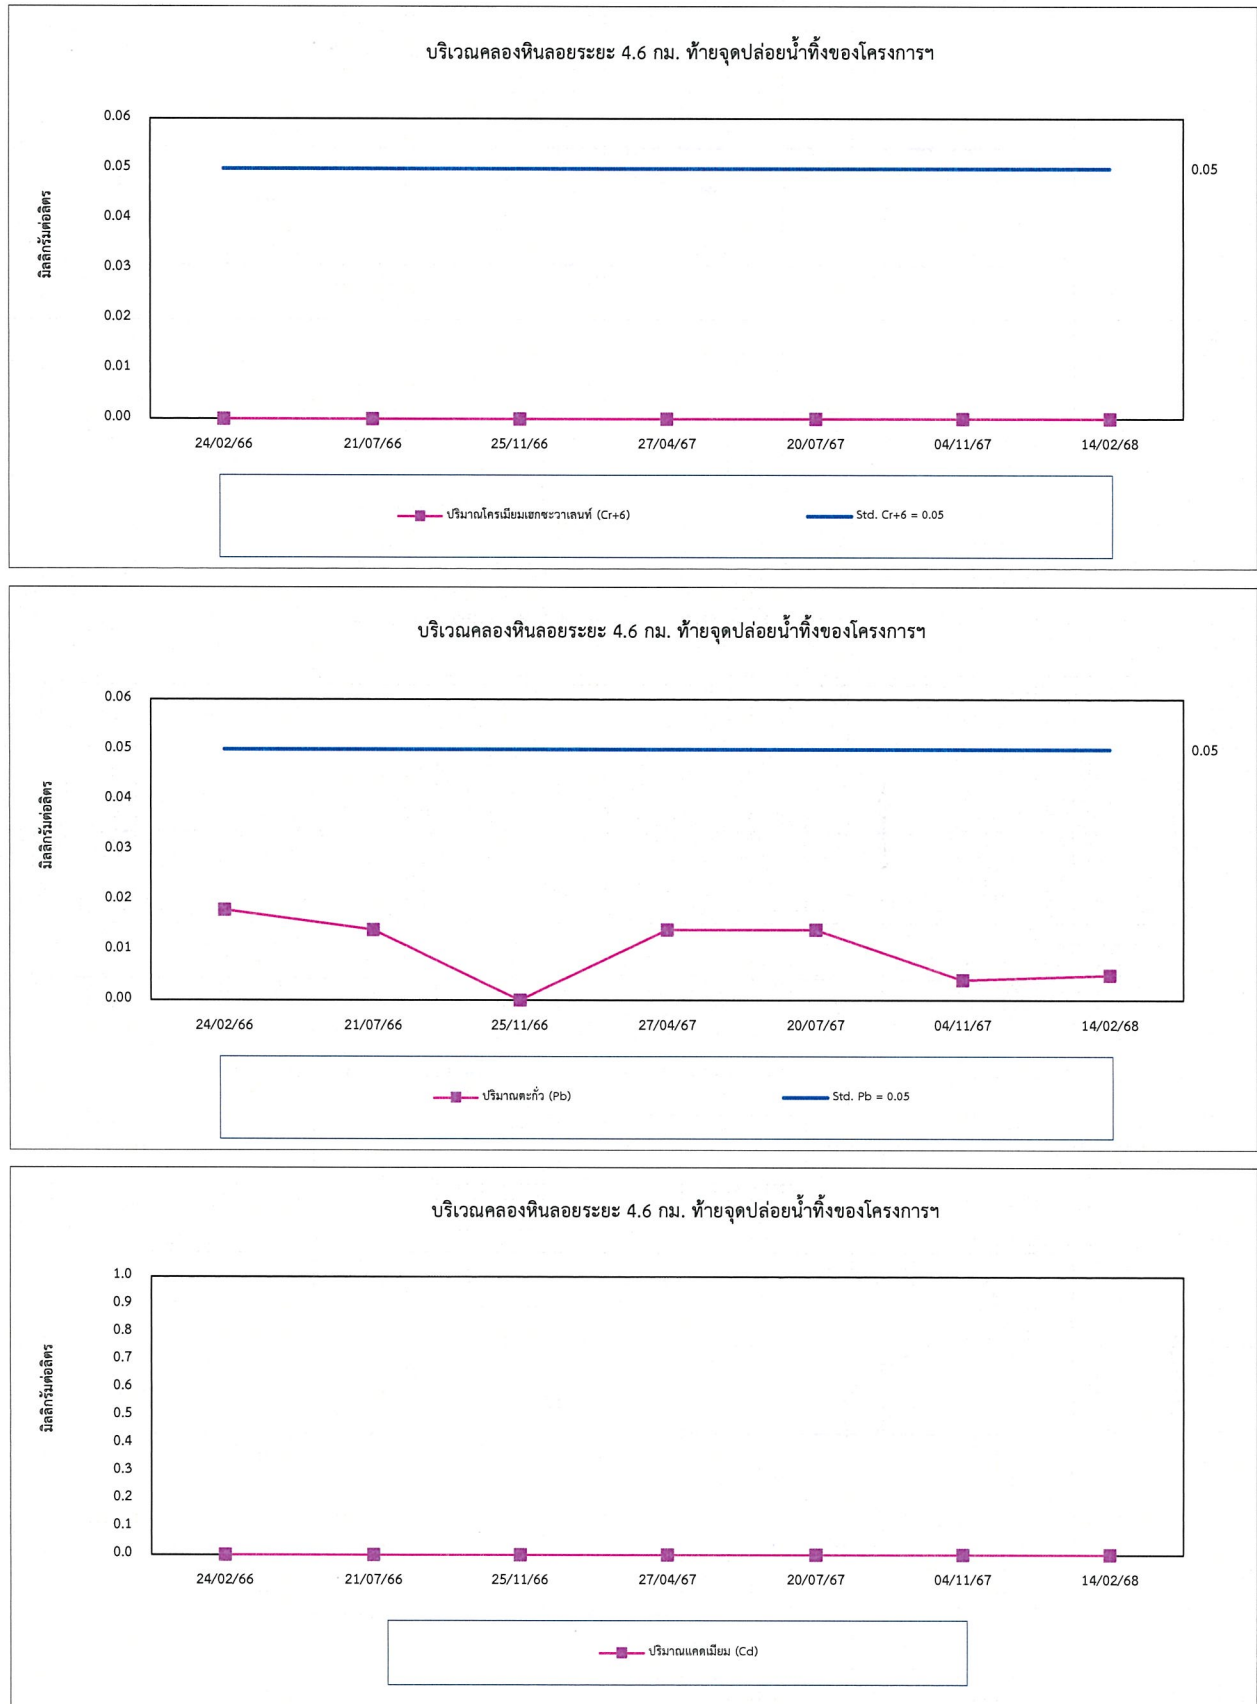 บริเวณคลองหินลอยระยะ 4.6 กม. ท้ายจุดปล่อยน้ำทิ้งของโครงการฯ
มิลลิกรัมต่อลิตร
0.06
0.05
0.04
0.03
0.02
0.01
0.00
0.05
24/02/66 21/07/66 25/11/66 27/04/67 20/07/67 04/11/67 14/02/68
ปริมาณโครเมียมเฮกซะวาเลนท์ (Cr+6) Std. Cr+6 = 0.05
บริเวณคลองหินลอยระยะ 4.6 กม. ท้ายจุดปล่อยน้ำทิ้งของโครงการฯ
มิลลิกรัมต่อลิตร
0.06
0.05
0.04
0.03
0.02
0.01
0.00
0.05
24/02/66 21/07/66 25/11/66 27/04/67 20/07/67 04/11/67 14/02/68
ปริมาณตะกั่ว (Pb) Std. Pb = 0.05
บริเวณคลองหินลอยระยะ 4.6 กม. ท้ายจุดปล่อยน้ำทิ้งของโครงการฯ
มิลลิกรัมต่อลิตร
1.0
0.9
0.8
0.7
0.6
0.5
0.4
0.3
0.2
0.1
0.0
24/02/66 21/07/66 25/11/66 27/04/67 20/07/67 04/11/67 14/02/68
ปริมาณแคดเมียม (Cd)